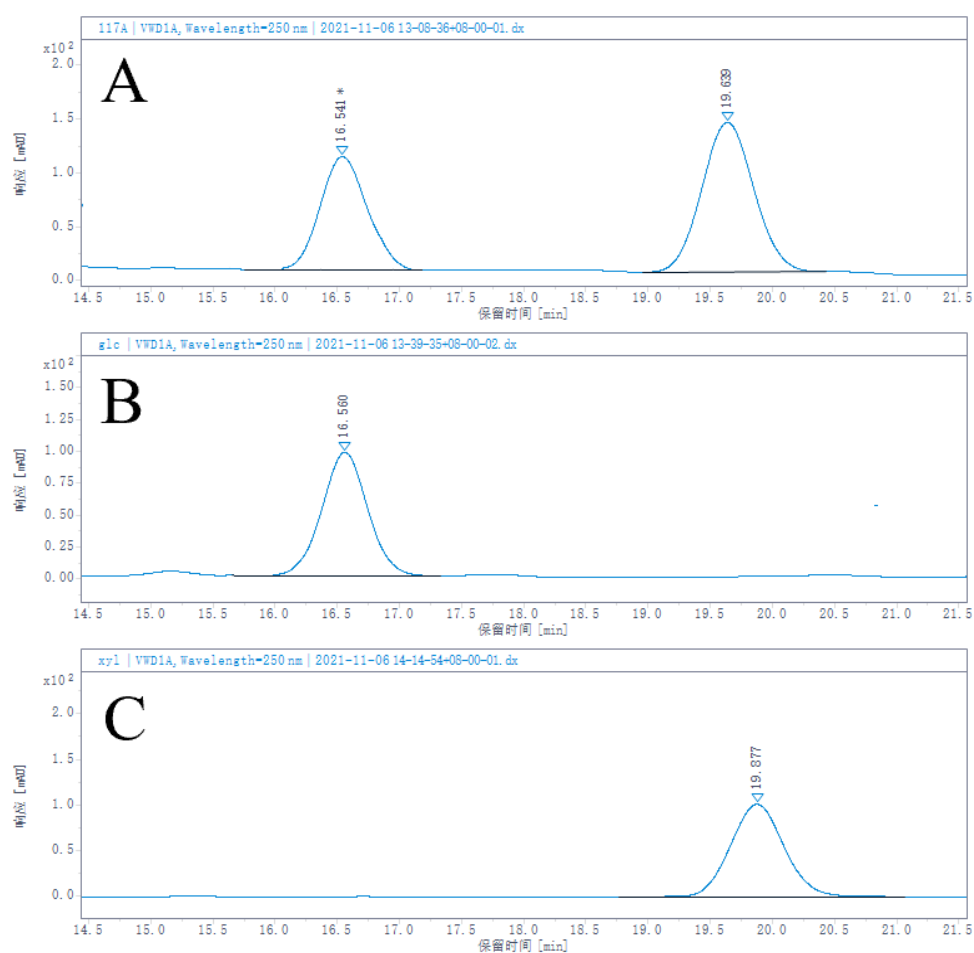 117A | VWD1A, Wavelength=250 nm | 2021-11-06 13-08-36+08-00-01.dx
x10 2
A
2.0
1.5
1.0
0.5
0.0
响应 [mAU]
16.541 *
19.639
14.5 15.0 15.5 16.0 16.5 17.0 17.5 18.0 18.5 19.0 19.5 20.0 20.5 21.0 21.5
保留时间 [min]
glc | VWD1A, Wavelength=250 nm | 2021-11-06 13-39-35+08-00-02.dx
x10 2
B
1.50
1.25
1.00
0.75
0.50
0.25
0.00
响应 [mAU]
16.560
14.5 15.0 15.5 16.0 16.5 17.0 17.5 18.0 18.5 19.0 19.5 20.0 20.5 21.0 21.5
保留时间 [min]
xyl | VWD1A, Wavelength=250 nm | 2021-11-06 14-14-54+08-00-01.dx
x10 2
C
2.0
1.5
1.0
0.5
0.0
响应 [mAU]
19.877
14.5 15.0 15.5 16.0 16.5 17.0 17.5 18.0 18.5 19.0 19.5 20.0 20.5 21.0 21.5
保留时间 [min]